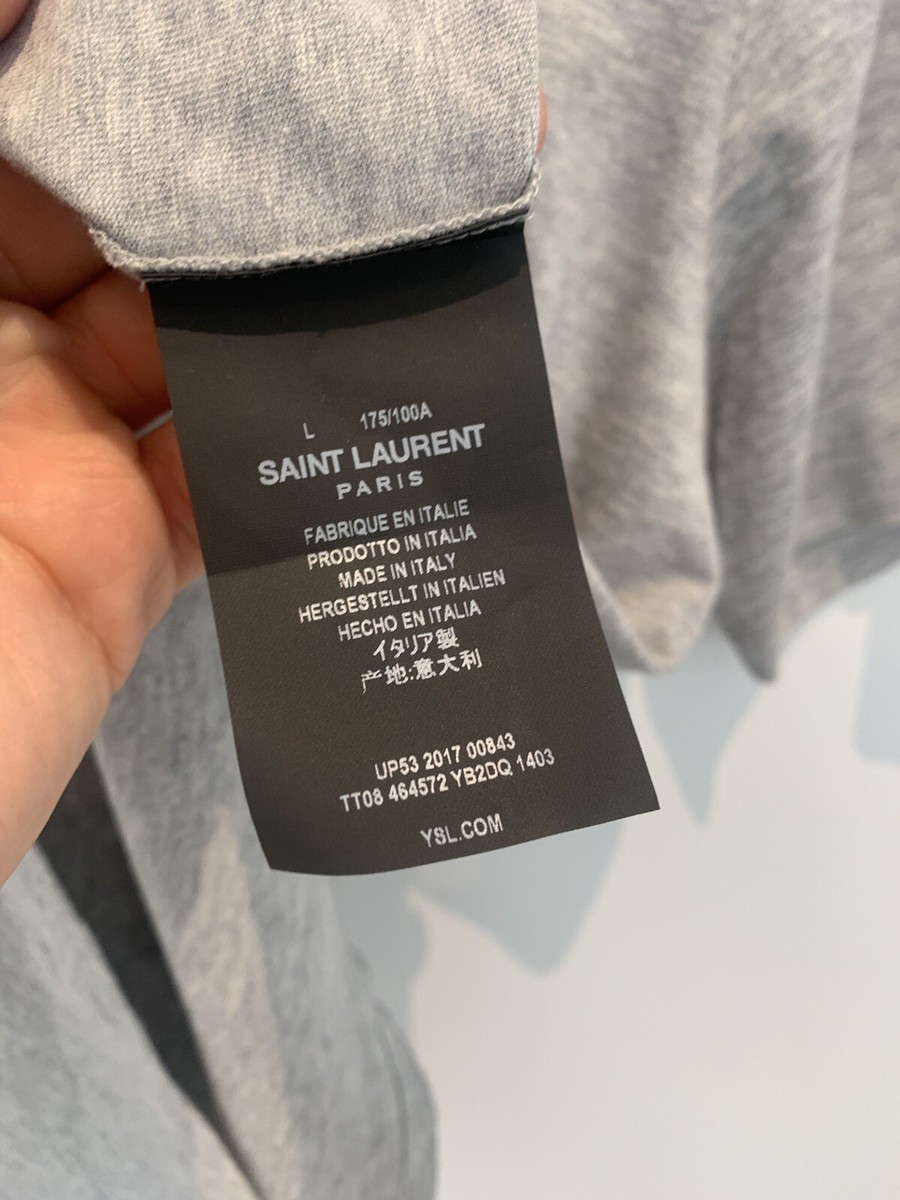 L 175/100A
SAINT LAURENT
PARIS
FABRIQUE EN ITALIE
PRODOTTO IN ITALIA
MADE IN ITALY
HERGESTELLT IN ITALIEN
HECHO EN ITALIA
イタリア製
产地:意大利
UP53 2017 00843
TT08 464572 YB2DQ 1403
YSL.COM